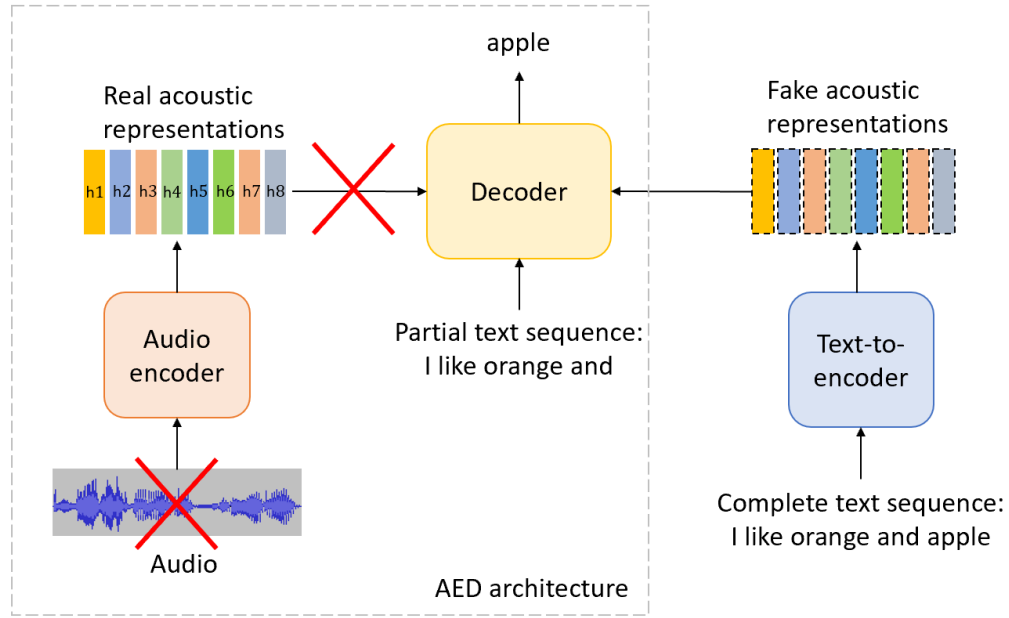 apple
Real acoustic
representations
h1 h2 h3 h4 h5 h6 h7 h8
Decoder
Fake acoustic
representations
Audio
encoder
Partial text sequence:
I like orange and
Text-to-
encoder
Audio
Complete text sequence:
I like orange and apple
AED architecture